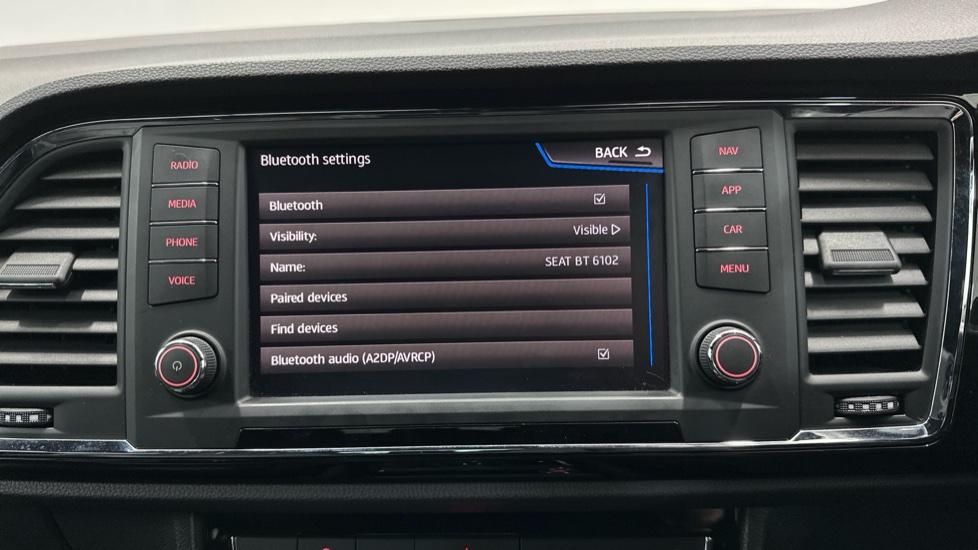 Bluetooth settings
BACK
Bluetooth
Visibility: Visible
Name: SEAT BT 6102
Paired devices
Find devices
Bluetooth audio (A2DP/AVRCP)
RADIO
MEDIA
PHONE
VOICE
NAV
APP
CAR
MENU